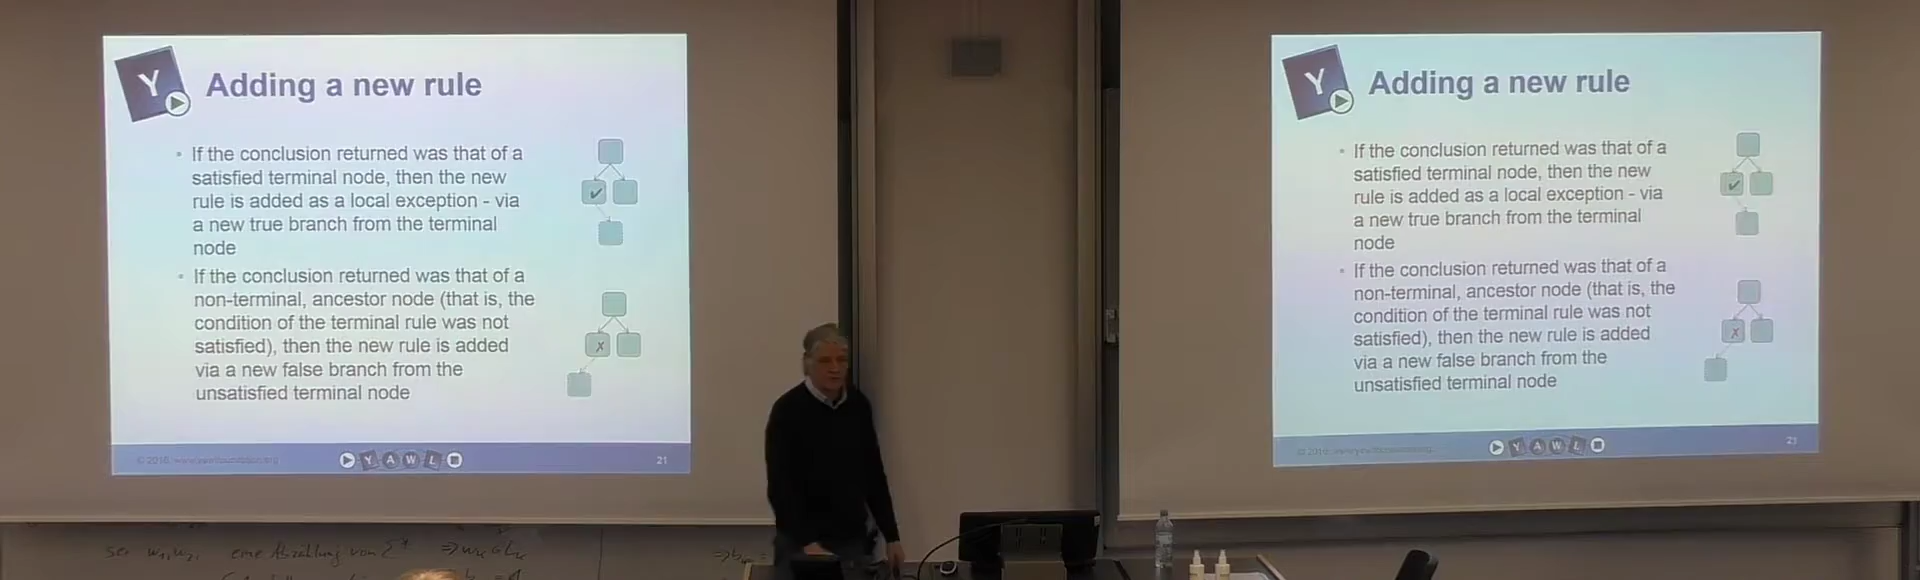 Y
Adding a new rule
• If the conclusion returned was that of a
satisfied terminal node, then the new
rule is added as a local exception - via
a new true branch from the terminal
node
✔
• If the conclusion returned was that of a
non-terminal, ancestor node (that is, the
condition of the terminal rule was not
satisfied), then the new rule is added
via a new false branch from the
unsatisfied terminal node
x
© 2016,
Y A W L
21
Y
Adding a new rule
• If the conclusion returned was that of a
satisfied terminal node, then the new
rule is added as a local exception - via
a new true branch from the terminal
node
✔
• If the conclusion returned was that of a
non-terminal, ancestor node (that is, the
condition of the terminal rule was not
satisfied), then the new rule is added
via a new false branch from the
unsatisfied terminal node
x
© 2016,
Y A W L
eine Abzählung von Σ*